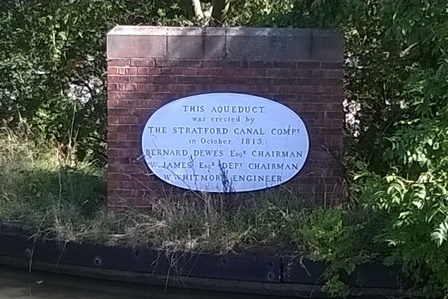 THIS AQUEDUCT
was erected by
THE STRATFORD CANAL COMPY
in October, 1813.
BERNARD DEWES ESQR CHAIRMAN
W. JAMES ESQR DEPY CHAIRMAN
W. WHITMORE ENGINEER